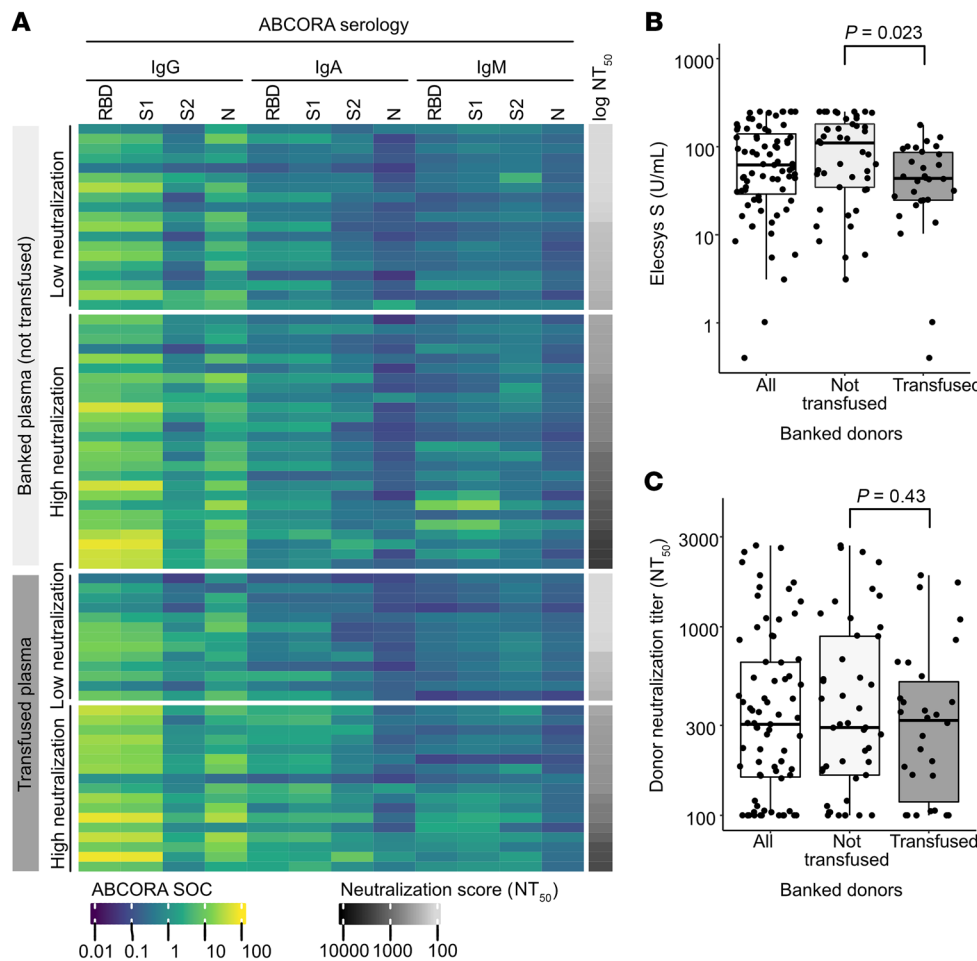 A
ABCORA serology
IgG IgA IgM
RBD S1 S2 N RBD S1 S2 N RBD S1 S2 N log NT50
Banked plasma (not transfused)
Low neutralization
High neutralization
Transfused plasma
Low neutralization
High neutralization
ABCORA SOC
0.01 0.1 1 10 100
Neutralization score (NT50)
10000 1000 100
B
P = 0.023
Elecsys S (U/mL)
1000
100
10
1
All Not transfused Transfused
Banked donors
C
P = 0.43
Donor neutralization titer (NT50)
3000
1000
300
100
All Not transfused Transfused
Banked donors